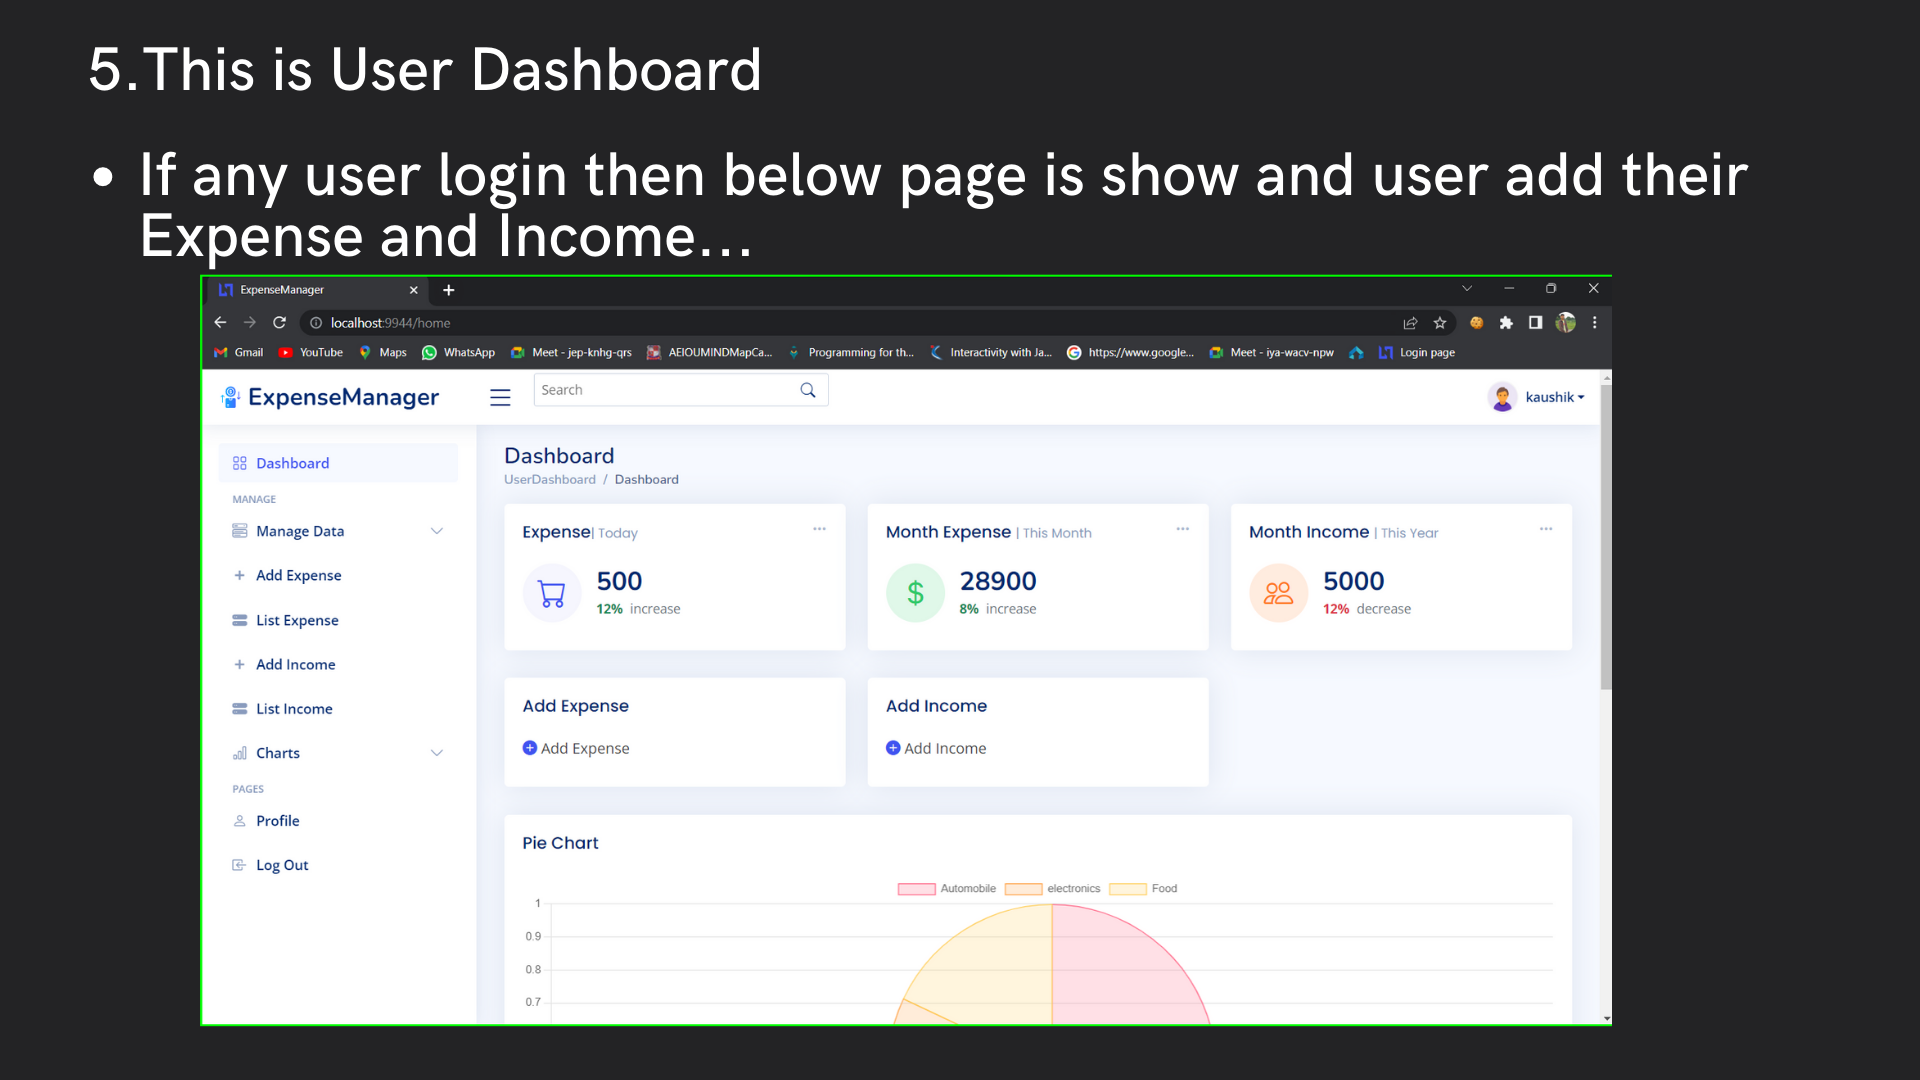 5.This is User Dashboard
• If any user login then below page is show and user add their
Expense and Income...
ExpenseManager
localhost:9944/home
Gmail YouTube Maps WhatsApp Meet - jep-knhg-qrs AEIOUMINDMapCa... Programming for th... Interactivity with Ja... https://www.google... Meet - iya-wacv-npw Login page
ExpenseManager Search kaushik
Dashboard
MANAGE
Manage Data
Add Expense
List Expense
Add Income
List Income
Charts
PAGES
Profile
Log Out
Dashboard
UserDashboard / Dashboard
Expense| Today
500
12% increase
Month Expense | This Month
28900
8% increase
Month Income | This Year
5000
12% decrease
Add Expense
Add Expense
Add Income
Add Income
Pie Chart
Automobile electronics Food
1
0.9
0.8
0.7